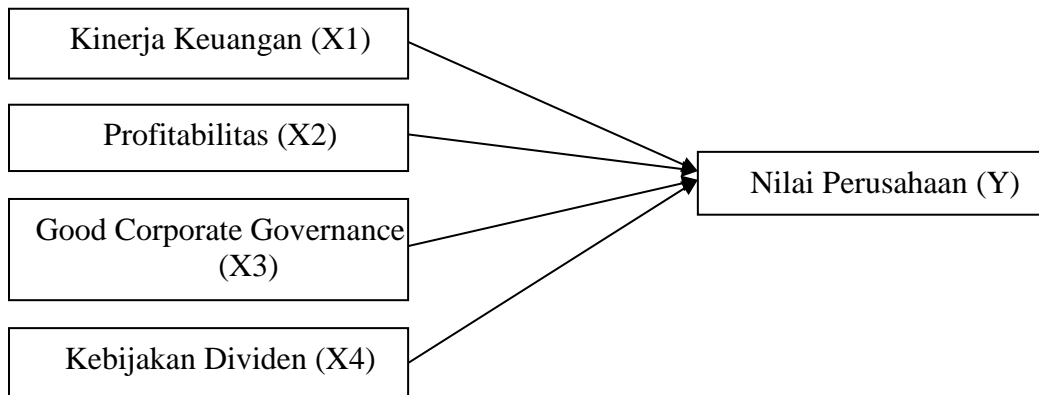 Kinerja Keuangan (X1)
Profitabilitas (X2)
Good Corporate Governance
(X3)
Kebijakan Dividen (X4)
Nilai Perusahaan (Y)